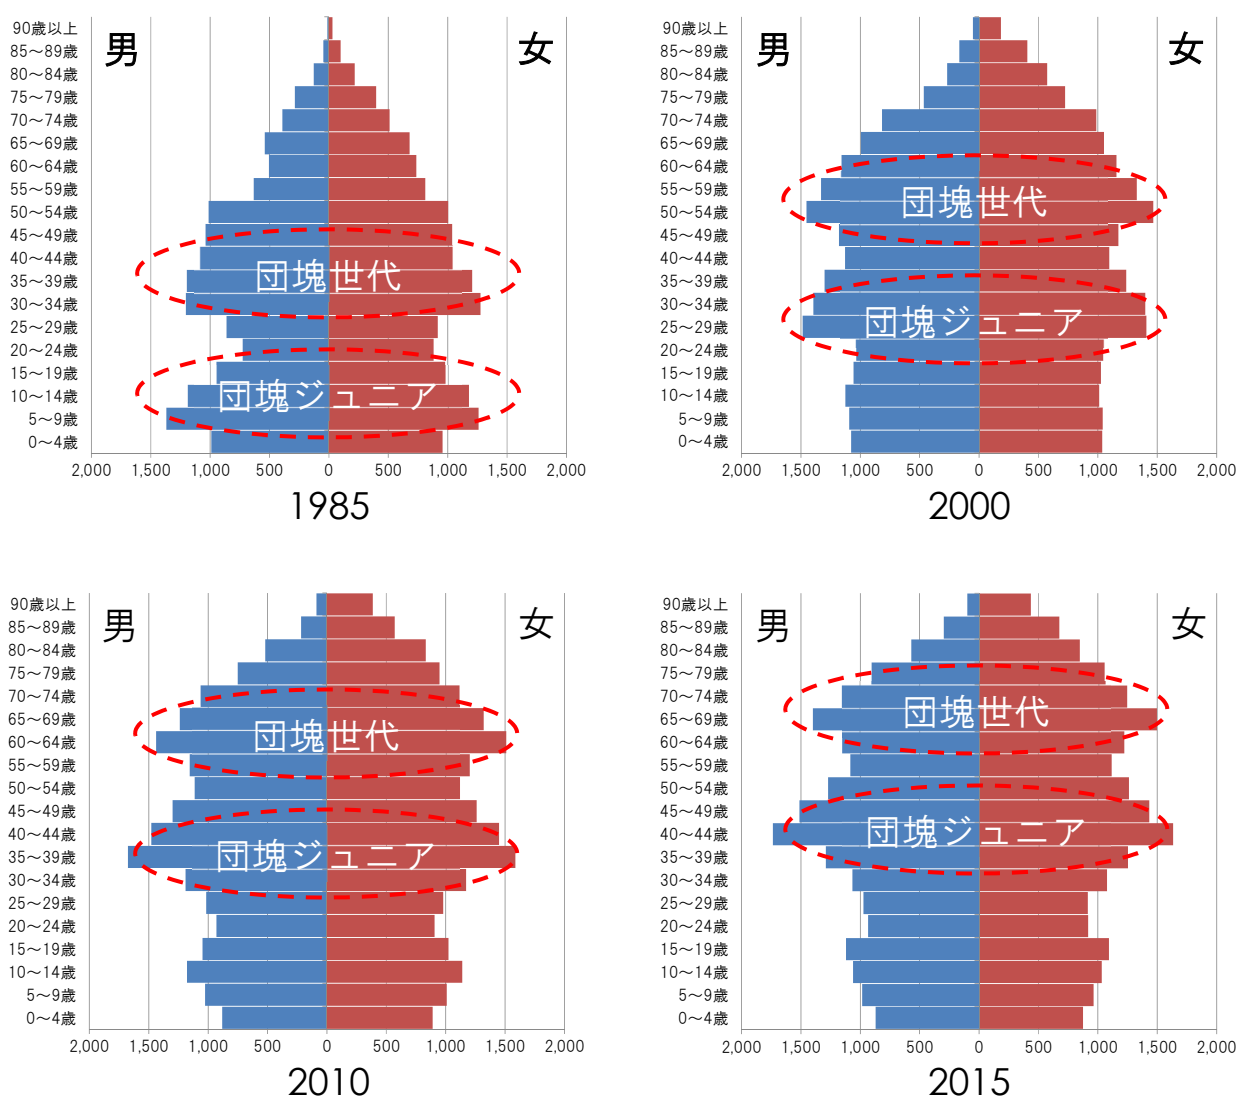 男
女
90歳以上
85～89歳
80～84歳
75～79歳
70～74歳
65～69歳
60～64歳
55～59歳
50～54歳
45～49歳
40～44歳
35～39歳
30～34歳
25～29歳
20～24歳
15～19歳
10～14歳
5～9歳
0～4歳
団塊世代
団塊ジュニア
2,000 1,500 1,000 500 0 500 1,000 1,500 2,000
1985
男
女
90歳以上
85～89歳
80～84歳
75～79歳
70～74歳
65～69歳
60～64歳
55～59歳
50～54歳
45～49歳
40～44歳
35～39歳
30～34歳
25～29歳
20～24歳
15～19歳
10～14歳
5～9歳
0～4歳
団塊世代
団塊ジュニア
2,000 1,500 1,000 500 0 500 1,000 1,500 2,000
2000
男
女
90歳以上
85～89歳
80～84歳
75～79歳
70～74歳
65～69歳
60～64歳
55～59歳
50～54歳
45～49歳
40～44歳
35～39歳
30～34歳
25～29歳
20～24歳
15～19歳
10～14歳
5～9歳
0～4歳
団塊世代
団塊ジュニア
2,000 1,500 1,000 500 0 500 1,000 1,500 2,000
2010
男
女
90歳以上
85～89歳
80～84歳
75～79歳
70～74歳
65～69歳
60～64歳
55～59歳
50～54歳
45～49歳
40～44歳
35～39歳
30～34歳
25～29歳
20～24歳
15～19歳
10～14歳
5～9歳
0～4歳
団塊世代
団塊ジュニア
2,000 1,500 1,000 500 0 500 1,000 1,500 2,000
2015